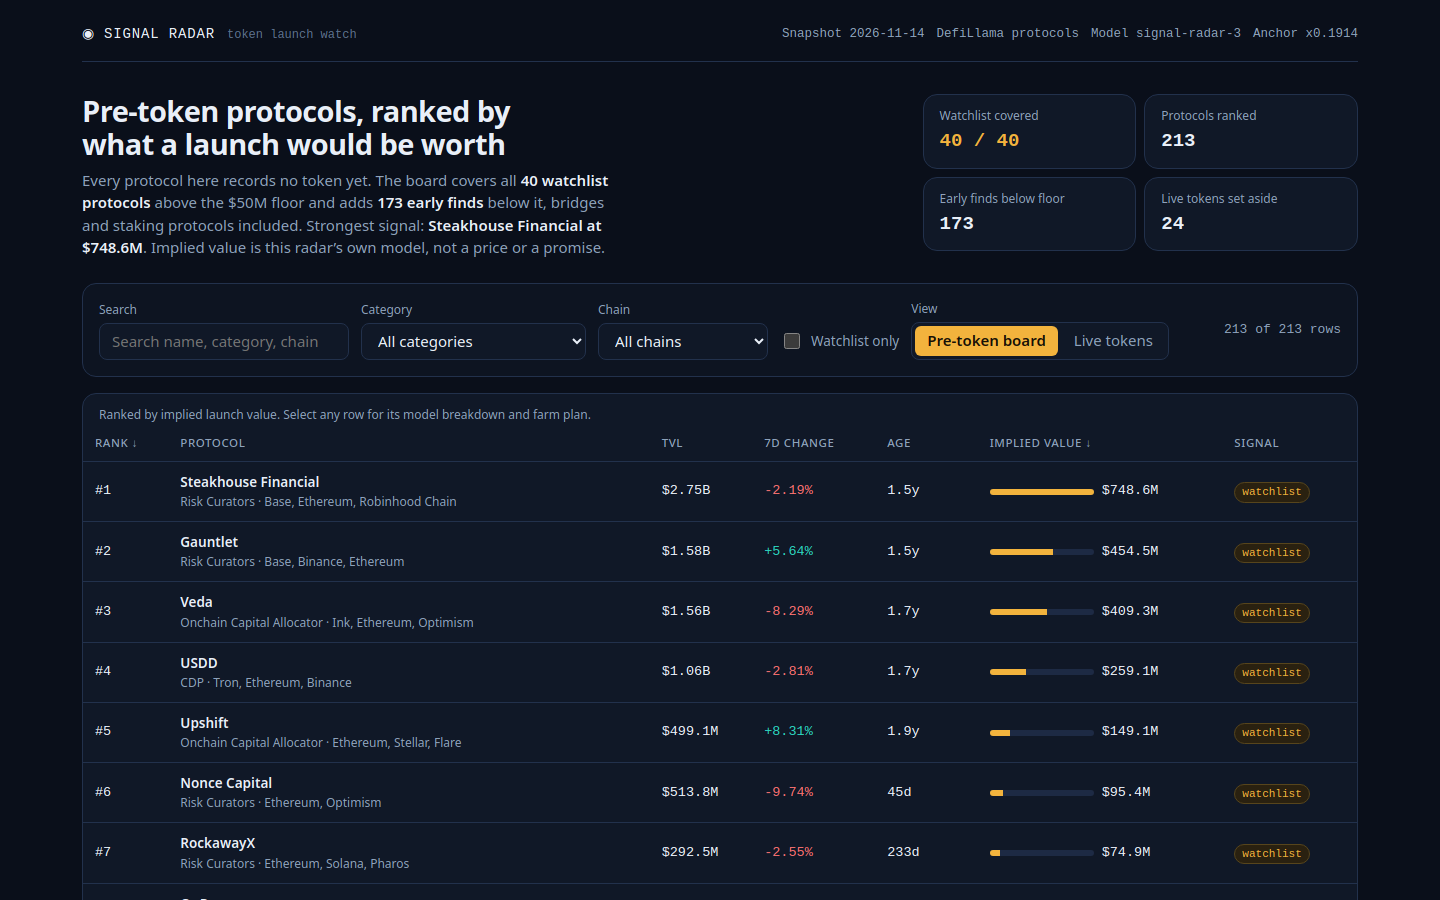 ◉ SIGNAL RADAR token launch watch
Snapshot 2026-11-14 DefiLlama protocols Model signal-radar-3 Anchor x0.1914
Pre-token protocols, ranked by
what a launch would be worth
Every protocol here records no token yet. The board covers all 40 watchlist
protocols above the $50M floor and adds 173 early finds below it, bridges
and staking protocols included. Strongest signal: Steakhouse Financial at
$748.6M. Implied value is this radar's own model, not a price or a promise.
Watchlist covered
40 / 40
Protocols ranked
213
Early finds below floor
173
Live tokens set aside
24
Search
Search name, category, chain
Category
All categories
Chain
All chains
Watchlist only
View
Pre-token board Live tokens
213 of 213 rows
Ranked by implied launch value. Select any row for its model breakdown and farm plan.
RANK ↓ PROTOCOL TVL 7D CHANGE AGE IMPLIED VALUE ↓ SIGNAL
#1 Steakhouse Financial $2.75B -2.19% 1.5y $748.6M watchlist
Risk Curators · Base, Ethereum, Robinhood Chain
#2 Gauntlet $1.58B +5.64% 1.5y $454.5M watchlist
Risk Curators · Base, Binance, Ethereum
#3 Veda $1.56B -8.29% 1.7y $409.3M watchlist
Onchain Capital Allocator · Ink, Ethereum, Optimism
#4 USDD $1.06B -2.81% 1.7y $259.1M watchlist
CDP · Tron, Ethereum, Binance
#5 Upshift $499.1M +8.31% 1.9y $149.1M watchlist
Onchain Capital Allocator · Ethereum, Stellar, Flare
#6 Nonce Capital $513.8M -9.74% 45d $95.4M watchlist
Risk Curators · Ethereum, Optimism
#7 RockawayX $292.5M -2.55% 233d $74.9M watchlist
Risk Curators · Ethereum, Solana, Pharos